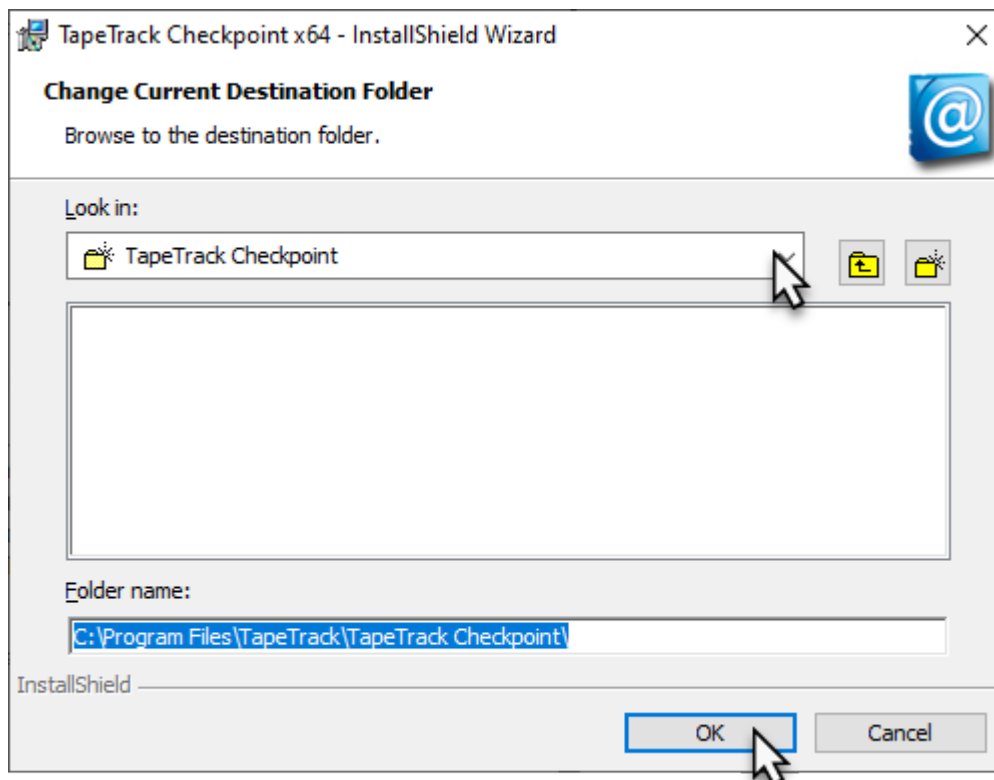 TapeTrack Checkpoint x64 - InstallShield Wizard
Change Current Destination Folder
Browse to the destination folder.
Look in:
TapeTrack Checkpoint
Folder name:
C:\Program Files\TapeTrack\TapeTrack Checkpoint\
InstallShield
OK
Cancel